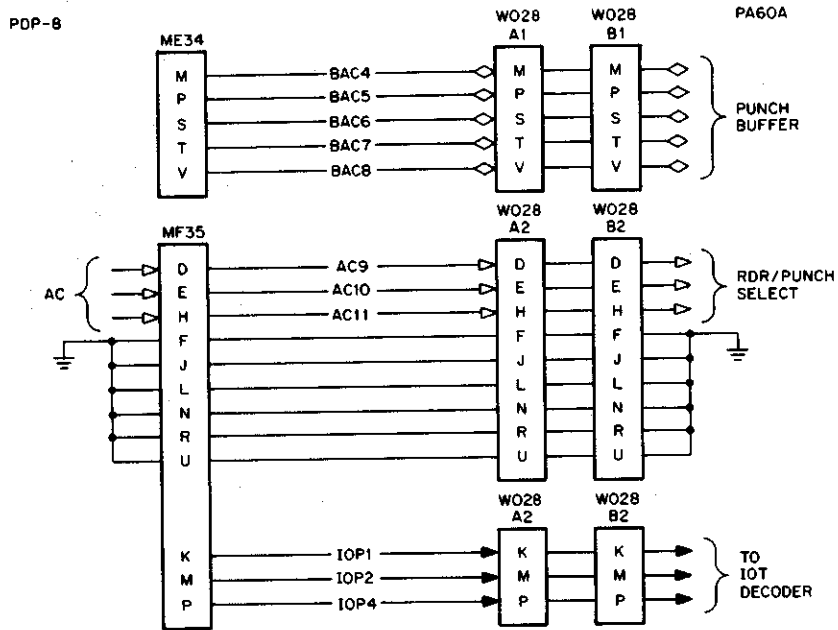 PDP-8
PA60A
ME34
W028
A1
W028
B1
M BAC4 M M
P BAC5 P P
S BAC6 S S
T BAC7 T T
V BAC8 V V
PUNCH
BUFFER
MF35
W028
A2
W028
B2
AC
D AC9 D D
E AC10 E E
H AC11 H H
RDR/PUNCH
SELECT
F F F
J J J
L L L
N N N
R R R
U U U
W028
A2
W028
B2
K IOP1 K K
M IOP2 M M
P IOP4 P P
TO
IOT
DECODER